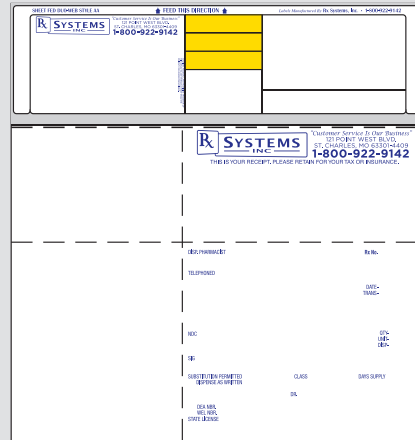 SHEET FED DUO-WEB STYLE 44
FEED THIS DIRECTION
Labels Manufactured By Rx Systems, Inc. · 1-800-922-9142
Rx SYSTEMS INC
"Customer Service Is Our Business"
121 POINT WEST BLVD.
ST. CHARLES, MO 63301-4409
1-800-922-9142
Rx SYSTEMS INC
"Customer Service Is Our Business"
121 POINT WEST BLVD.
ST. CHARLES, MO 63301-4409
1-800-922-9142
THIS IS YOUR RECEIPT. PLEASE RETAIN FOR YOUR TAX OR INSURANCE.
DISP. PHARMACIST
Rx No.
TELEPHONED
DATE-
TRANS-
NDC
QTY-
UNIT-
DISP-
SIG
SUBSTITUTION PERMITTED
CLASS
DAYS SUPPLY
DISPENSE AS WRITTEN
DR.
DEA NBR.
WEL NBR.
STATE LICENSE